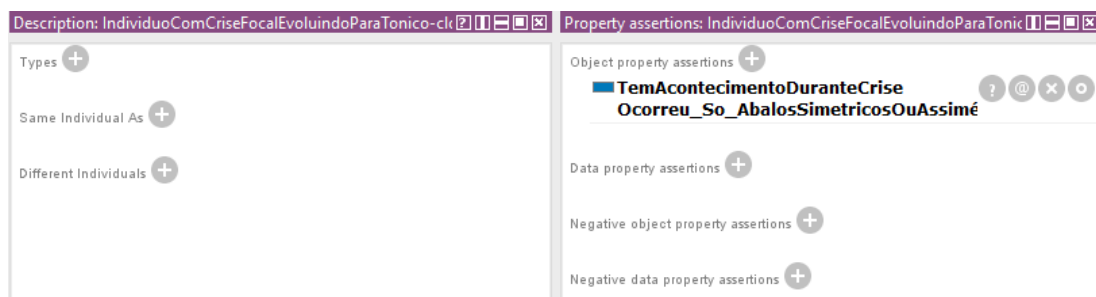 Description: IndividuoComCriseFocalEvoluindoParaTonico-clo
Types
Same Individual As
Different Individuals
Property assertions: IndividuoComCriseFocalEvoluindoParaTonic
Object property assertions
TemAcontecimentoDuranteCrise
Ocorreu_So_AbalosSimetricosOuAssimé
Data property assertions
Negative object property assertions
Negative data property assertions